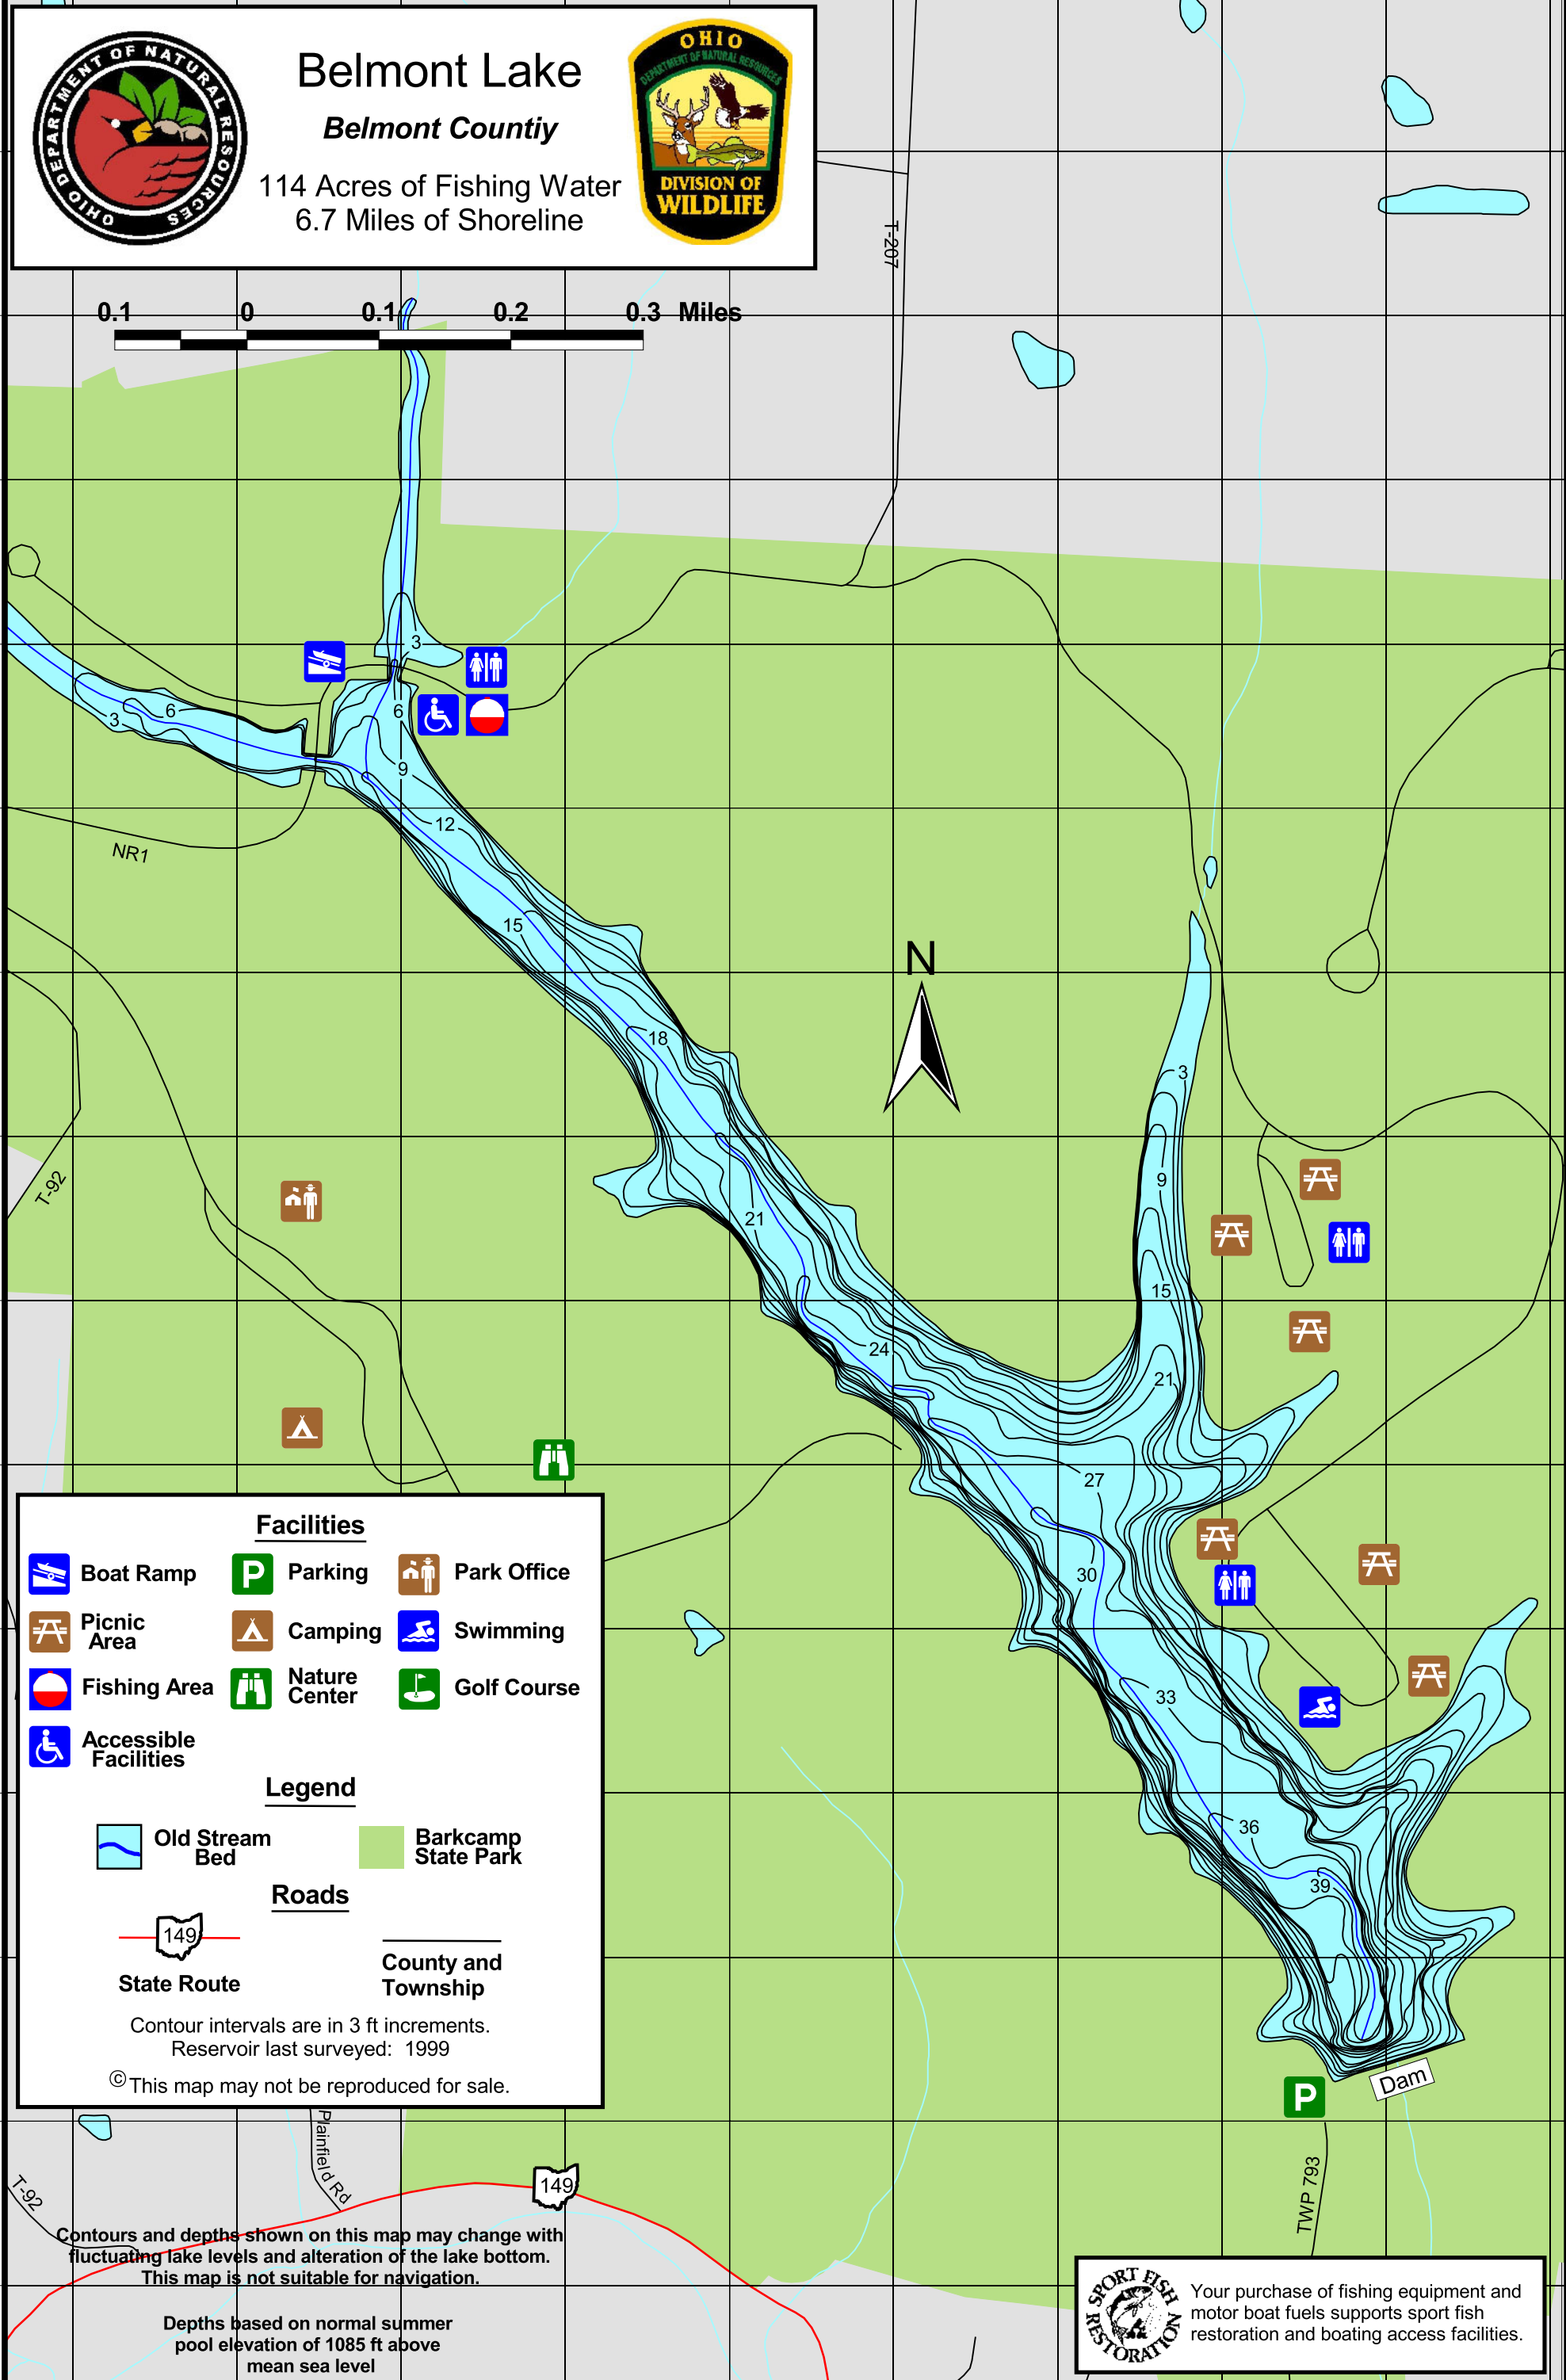 OHIO DEPARTMENT OF NATURAL RESOURCES
Belmont Lake
Belmont Countiy
114 Acres of Fishing Water
6.7 Miles of Shoreline
OHIO
DEPARTMENT OF NATURAL RESOURCES
DIVISION OF
WILDLIFE
T-207
0.1 0 0.1 0.2 0.3 Miles
3
6
3
6
9
12
NR1
15
N
18
3
9
T-92
21
15
24
21
27
30
33
36
39
Dam
P
TWP 793
Facilities
Boat Ramp
P Parking
Park Office
Picnic
Area
Camping
Swimming
Fishing Area
Nature
Center
Golf Course
Accessible
Facilities
Legend
Old Stream
Bed
Barkcamp
State Park
Roads
149
State Route
County and
Township
Contour intervals are in 3 ft increments.
Reservoir last surveyed: 1999
© This map may not be reproduced for sale.
Plainfield Rd
149
T-92
Contours and depths shown on this map may change with
fluctuating lake levels and alteration of the lake bottom.
This map is not suitable for navigation.
Depths based on normal summer
pool elevation of 1085 ft above
mean sea level
SPORT FISH
RESTORATION
Your purchase of fishing equipment and
motor boat fuels supports sport fish
restoration and boating access facilities.